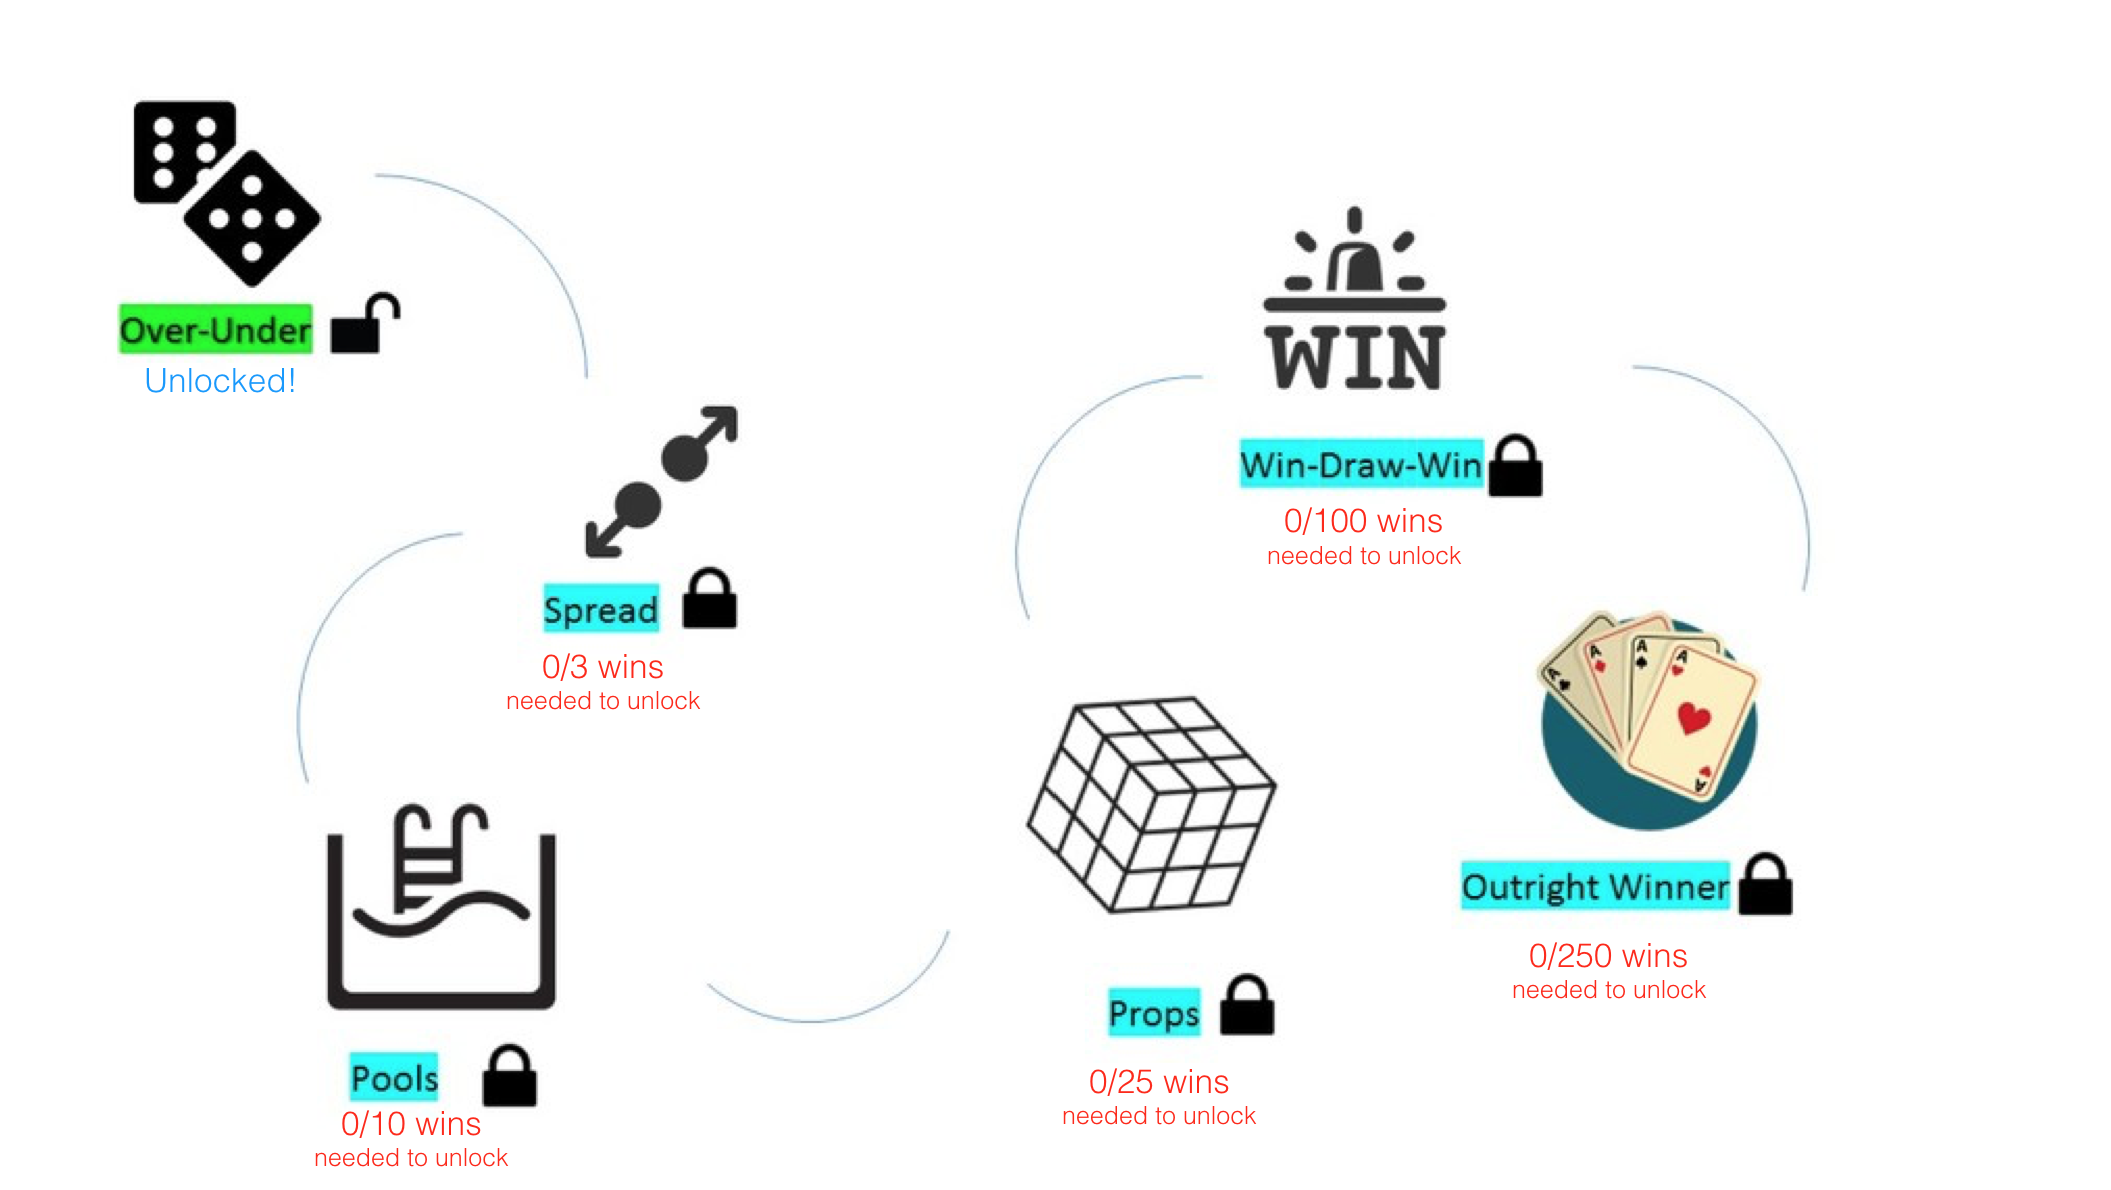 Over-Under
Unlocked!
Spread
0/3 wins
needed to unlock
Pools
0/10 wins
needed to unlock
Props
0/25 wins
needed to unlock
WIN
Win-Draw-Win
0/100 wins
needed to unlock
A
A
A
A
A
Outright Winner
0/250 wins
needed to unlock